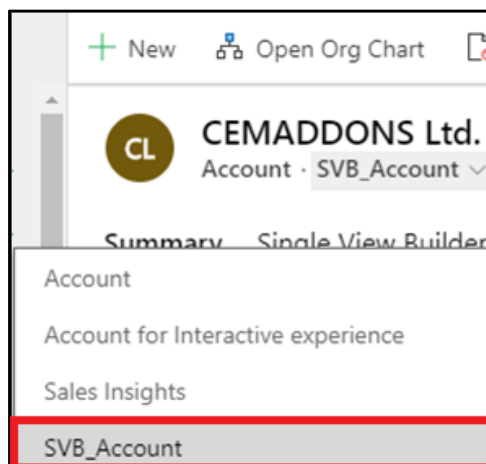 New Open Org Chart
CL
CEMADDONS Ltd.
Account · SVB_Account
Summary Single View Builder
Account
Account for Interactive experience
Sales Insights
SVB_Account